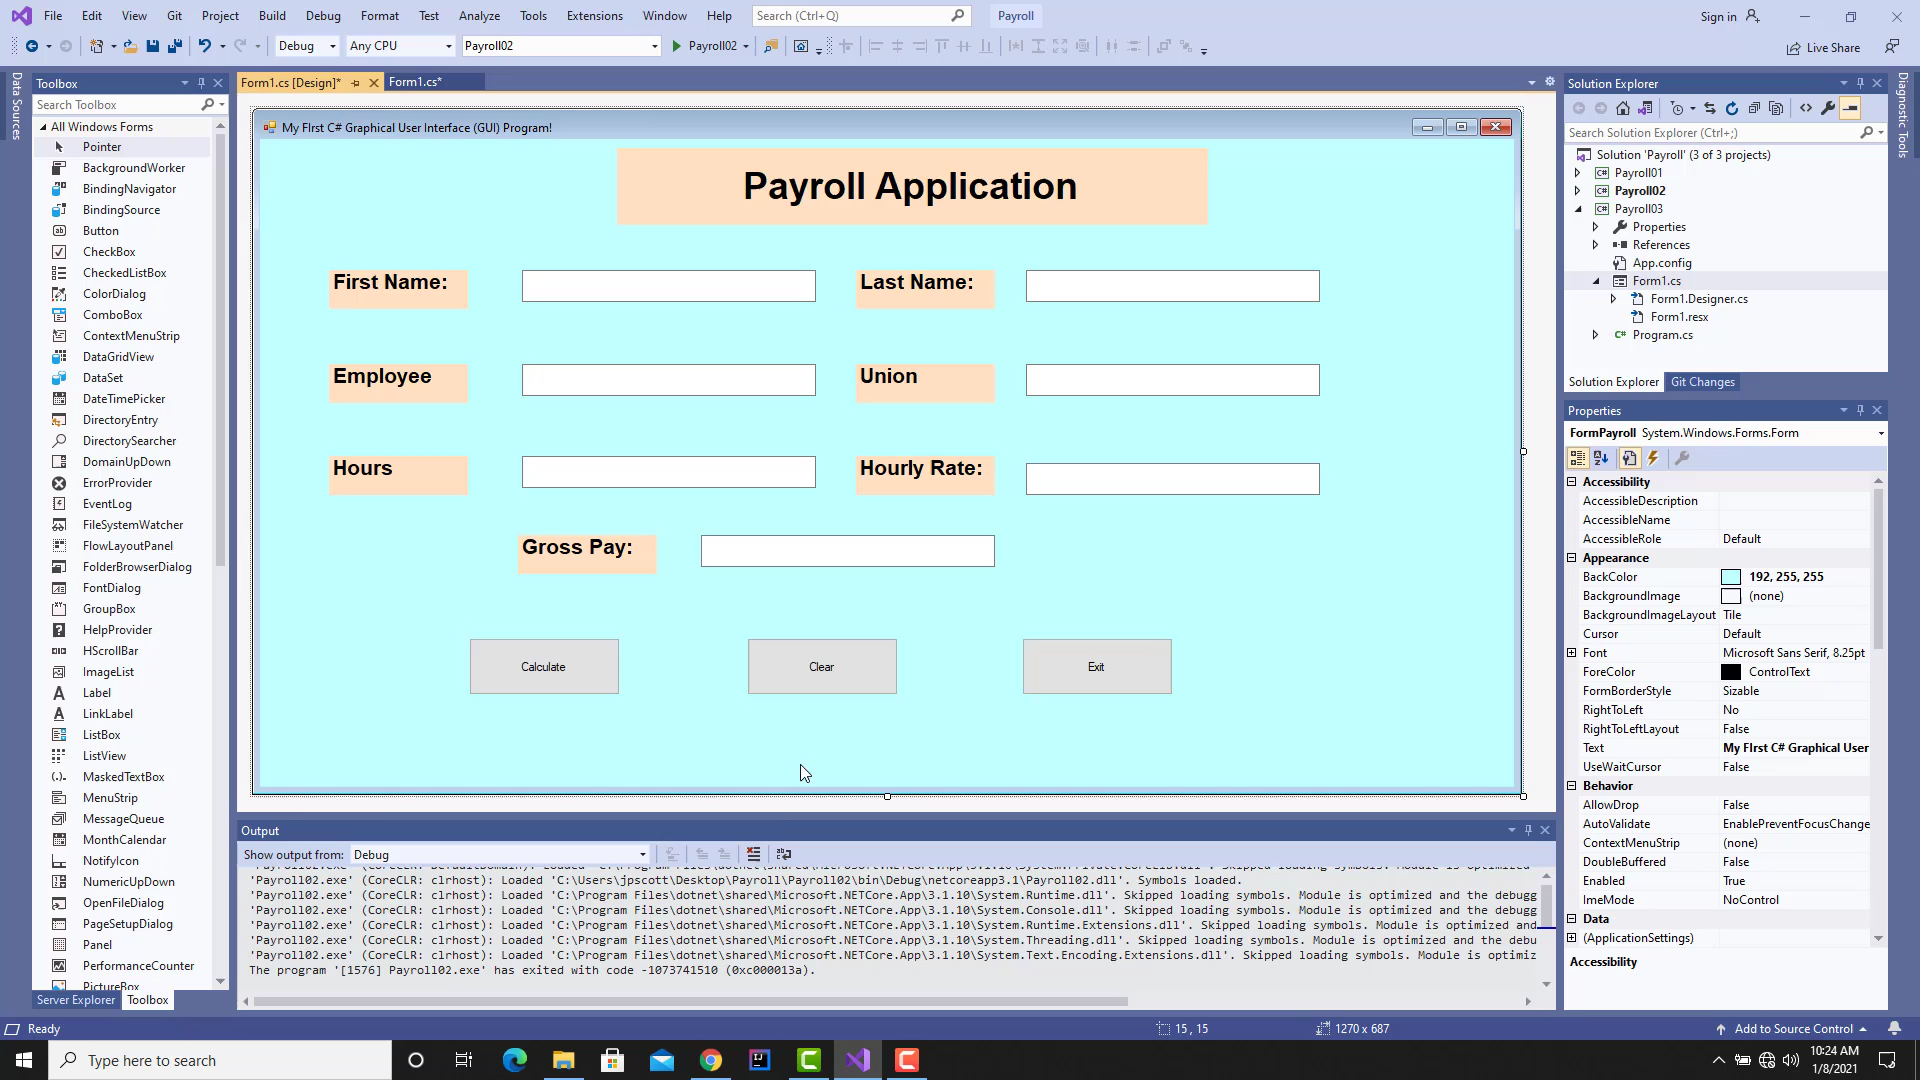 File Edit View Git Project Build Debug Format Test Analyze Tools Extensions Window Help Search (Ctrl+Q) Payroll Sign in
Debug Any CPU Payroll02 Payroll02 Live Share
Data Sources
Toolbox
Search Toolbox
All Windows Forms
Pointer
BackgroundWorker
BindingNavigator
BindingSource
Button
CheckBox
CheckedListBox
ColorDialog
ComboBox
ContextMenuStrip
DataGridView
DataSet
DateTimePicker
DirectoryEntry
DirectorySearcher
DomainUpDown
ErrorProvider
EventLog
FileSystemWatcher
FlowLayoutPanel
FolderBrowserDialog
FontDialog
GroupBox
HelpProvider
HScrollBar
ImageList
Label
LinkLabel
ListBox
ListView
MaskedTextBox
MenuStrip
MessageQueue
MonthCalendar
NotifyIcon
NumericUpDown
OpenFileDialog
PageSetupDialog
Panel
PerformanceCounter
PictureBox
Server Explorer Toolbox
Form1.cs [Design]* Form1.cs*
My FIrst C# Graphical User Interface (GUI) Program!
Payroll Application
First Name: Last Name:
Employee Union
Hours Hourly Rate:
Gross Pay:
Calculate Clear Exit
Output
Show output from: Debug
'Payroll02.exe' (CoreCLR: clrhost): Loaded 'C:\Users\jpscott\Desktop\Payroll\Payroll02\bin\Debug\netcoreapp3.1\Payroll02.dll'. Symbols loaded.
'Payroll02.exe' (CoreCLR: clrhost): Loaded 'C:\Program Files\dotnet\shared\Microsoft.NETCore.App\3.1.10\System.Runtime.dll'. Skipped loading symbols. Module is optimized and the debugg
'Payroll02.exe' (CoreCLR: clrhost): Loaded 'C:\Program Files\dotnet\shared\Microsoft.NETCore.App\3.1.10\System.Console.dll'. Skipped loading symbols. Module is optimized and the debugg
'Payroll02.exe' (CoreCLR: clrhost): Loaded 'C:\Program Files\dotnet\shared\Microsoft.NETCore.App\3.1.10\System.Runtime.Extensions.dll'. Skipped loading symbols. Module is optimized and
'Payroll02.exe' (CoreCLR: clrhost): Loaded 'C:\Program Files\dotnet\shared\Microsoft.NETCore.App\3.1.10\System.Threading.dll'. Skipped loading symbols. Module is optimized and the debu
'Payroll02.exe' (CoreCLR: clrhost): Loaded 'C:\Program Files\dotnet\shared\Microsoft.NETCore.App\3.1.10\System.Text.Encoding.Extensions.dll'. Skipped loading symbols. Module is optimiz
The program '[1576] Payroll02.exe' has exited with code -1073741510 (0xc000013a).
Solution Explorer
Search Solution Explorer (Ctrl+;)
Solution 'Payroll' (3 of 3 projects)
Payroll01
Payroll02
Payroll03
Properties
References
App.config
Form1.cs
Form1.Designer.cs
Form1.resx
Program.cs
Solution Explorer Git Changes
Properties
FormPayroll System.Windows.Forms.Form
Accessibility
AccessibleDescription
AccessibleName
AccessibleRole Default
Appearance
BackColor 192, 255, 255
BackgroundImage (none)
BackgroundImageLayout Tile
Cursor Default
Font Microsoft Sans Serif, 8.25pt
ForeColor ControlText
FormBorderStyle Sizable
RightToLeft No
RightToLeftLayout False
Text My FIrst C# Graphical User
UseWaitCursor False
Behavior
AllowDrop False
AutoValidate EnablePreventFocusChange
ContextMenuStrip (none)
DoubleBuffered False
Enabled True
ImeMode NoControl
Data
(ApplicationSettings)
Accessibility
Diagnostic Tools
Ready 15 , 15 1270 x 687 Add to Source Control
Type here to search
10:24 AM
1/8/2021